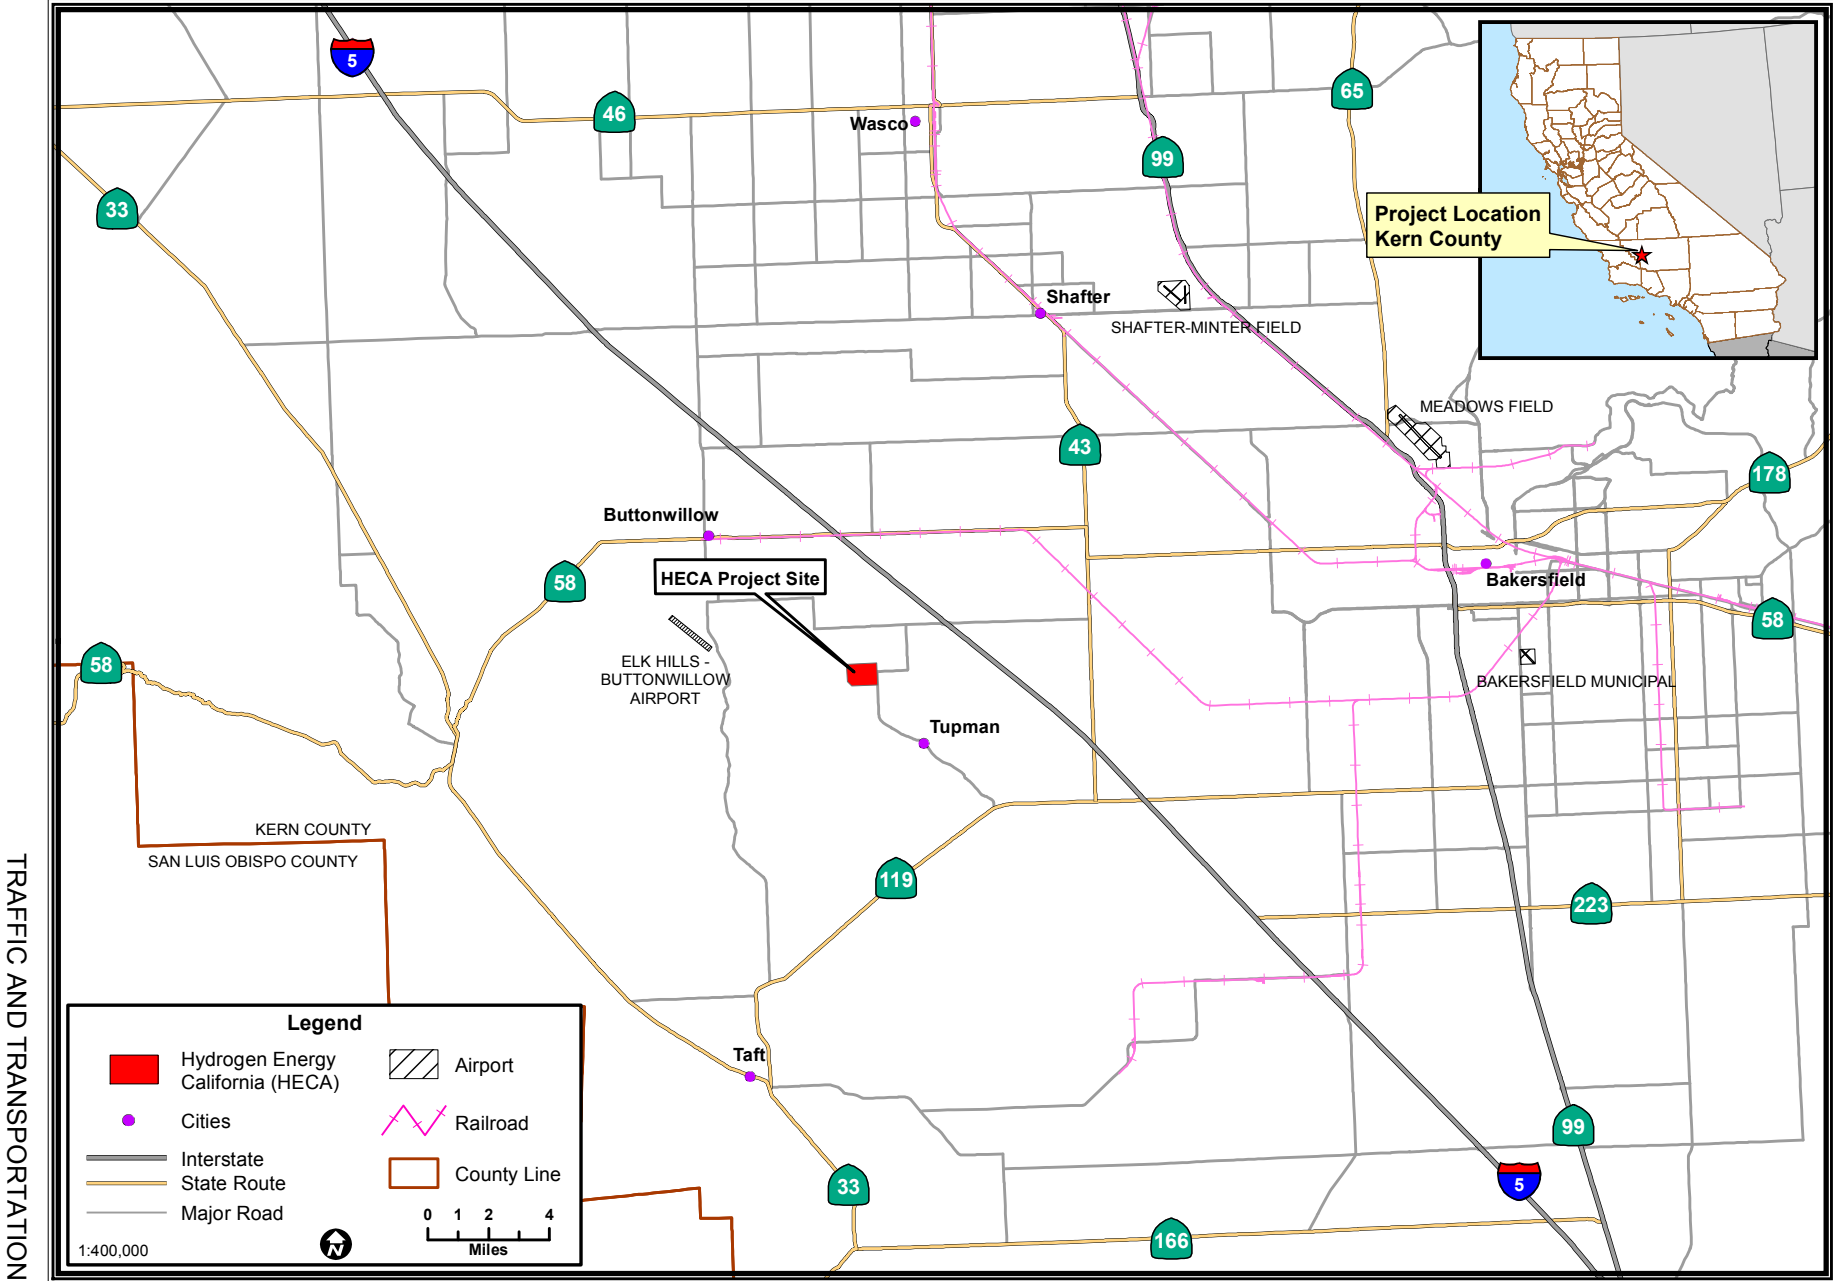 5
46
65
Wasco
99
33
Project Location
Kern County
Shafter
SHAFTER-MINTER FIELD
MEADOWS FIELD
43
178
Buttonwillow
58
HECA Project Site
Bakersfield
58
ELK HILLS -
BUTTONWILLOW
AIRPORT
58
BAKERSFIELD MUNICIPAL
Tupman
KERN COUNTY
SAN LUIS OBISPO COUNTY
119
223
Taft
99
33
5
166
Legend
Hydrogen Energy
California (HECA)
Cities
Interstate
State Route
Major Road
Airport
Railroad
County Line
0 1 2 4
Miles
1:400,000
N
TRAFFIC AND TRANSPORTATION